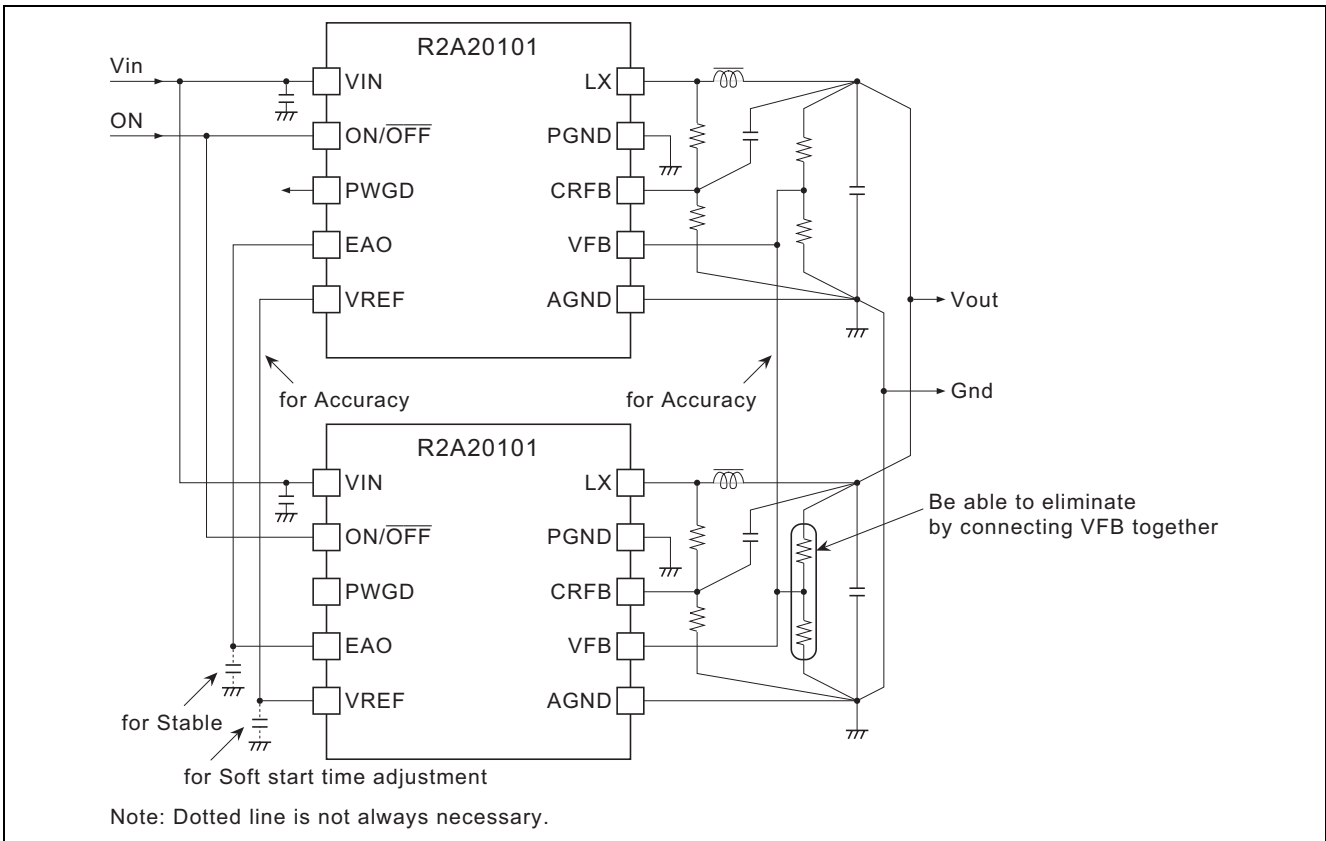 R2A20101
Vin
VIN
LX
ON
ON/OFF
PGND
PWGD
CRFB
EAO
VFB
VREF
AGND
Vout
for Accuracy
for Accuracy
Gnd
R2A20101
VIN
LX
Be able to eliminate
by connecting VFB together
ON/OFF
PGND
PWGD
CRFB
EAO
VFB
VREF
AGND
for Stable
for Soft start time adjustment
Note: Dotted line is not always necessary.